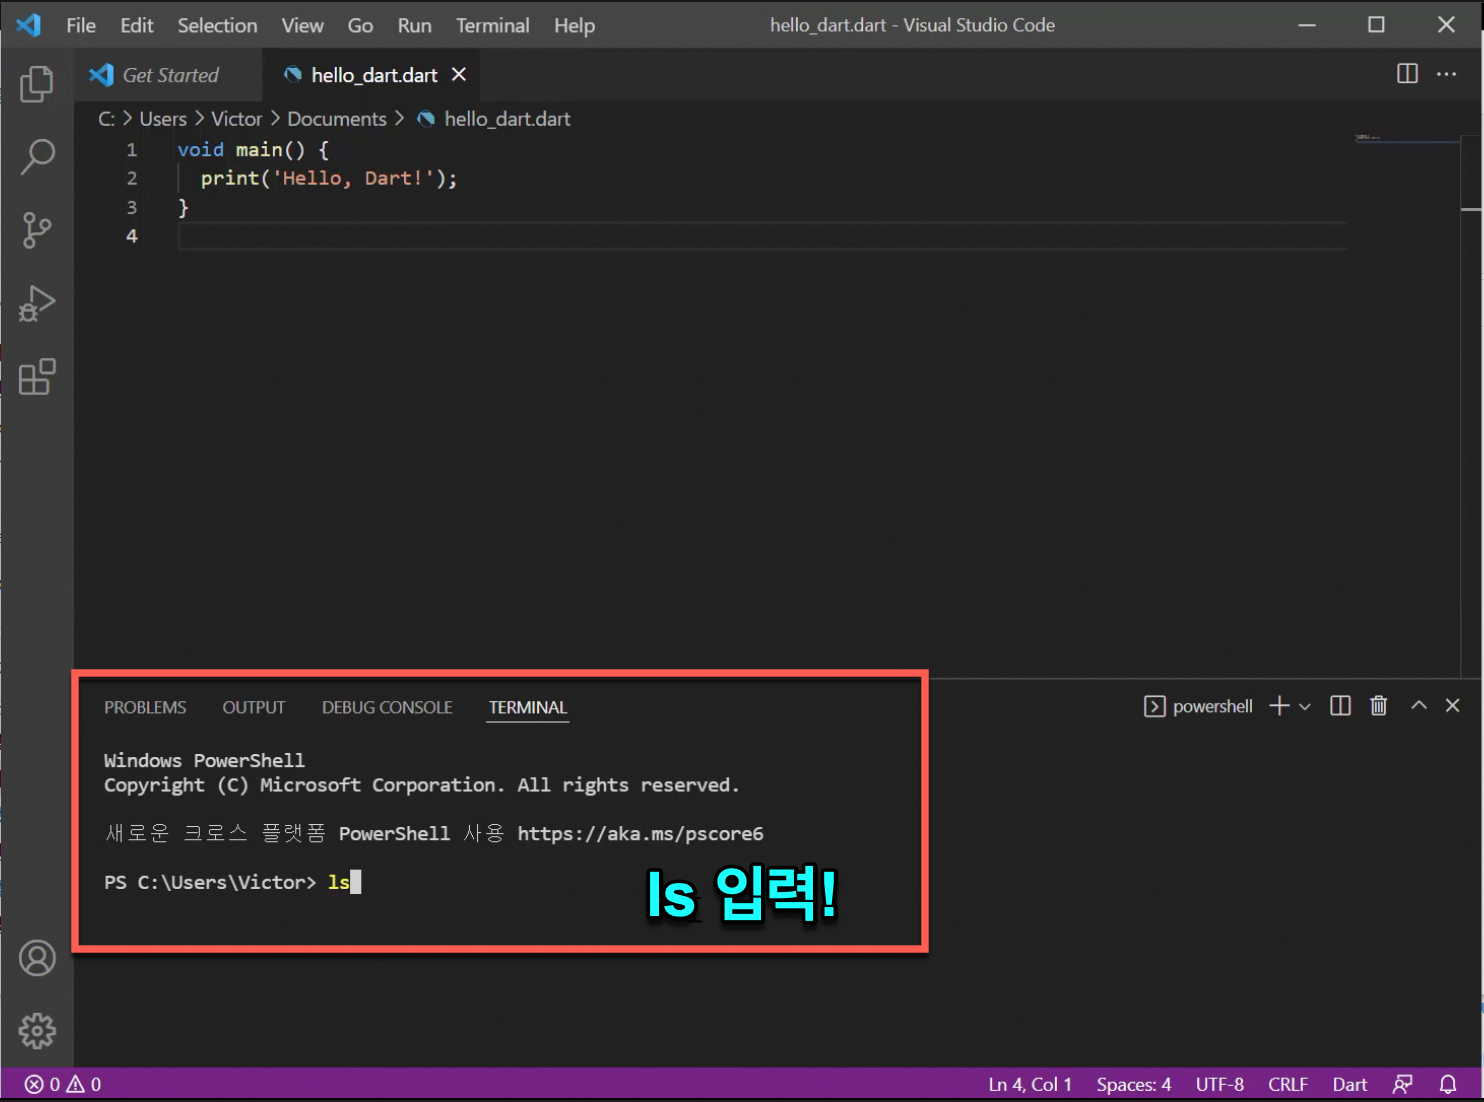 File Edit Selection View Go Run Terminal Help hello_dart.dart - Visual Studio Code
Get Started hello_dart.dart
C: > Users > Victor > Documents > hello_dart.dart
1 void main() {
2 print('Hello, Dart!');
3 }
4
PROBLEMS OUTPUT DEBUG CONSOLE TERMINAL powershell
Windows PowerShell
Copyright (C) Microsoft Corporation. All rights reserved.
새로운 크로스 플랫폼 PowerShell 사용 https://aka.ms/pscore6
PS C:\Users\Victor> ls
ls 입력!
0 0 Ln 4, Col 1 Spaces: 4 UTF-8 CRLF Dart